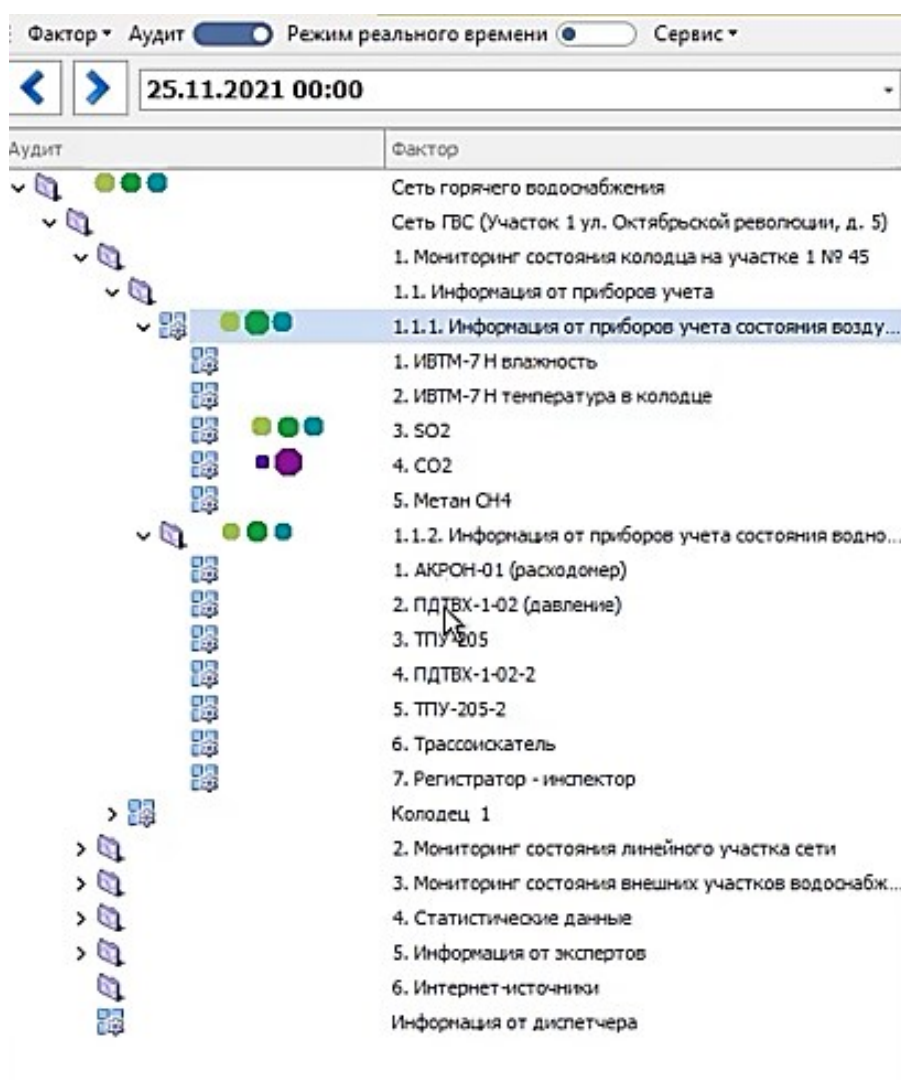 Фактор Аудит Режим реального времени Сервис
25.11.2021 00:00
Аудит Фактор
Сеть горячего водоснабжения
Сеть ГВС (Участок 1 ул. Октябрьской революции, д. 5)
1. Мониторинг состояния колодца на участке 1 № 45
1.1. Информация от приборов учета
1.1.1. Информация от приборов учета состояния возду...
1. ИВТМ-7 Н влажность
2. ИВТМ-7 Н температура в колодце
3. SO2
4. CO2
5. Метан CH4
1.1.2. Информация от приборов учета состояния водно...
1. АКРОН-01 (расходомер)
2. ПДТВХ-1-02 (давление)
3. ТПУ-205
4. ПДТВХ-1-02-2
5. ТПУ-205-2
6. Трассоискатель
7. Регистратор - инспектор
Колодец 1
2. Мониторинг состояния линейного участка сети
3. Мониторинг состояния внешних участков водоснабж...
4. Статистические данные
5. Информация от экспертов
6. Интернет-источники
Информация от диспетчера